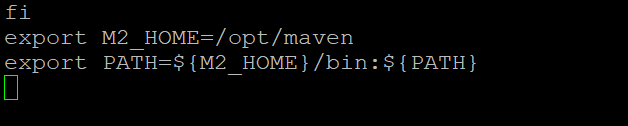 fi
export M2_HOME=/opt/maven
export PATH=${M2_HOME}/bin:${PATH}